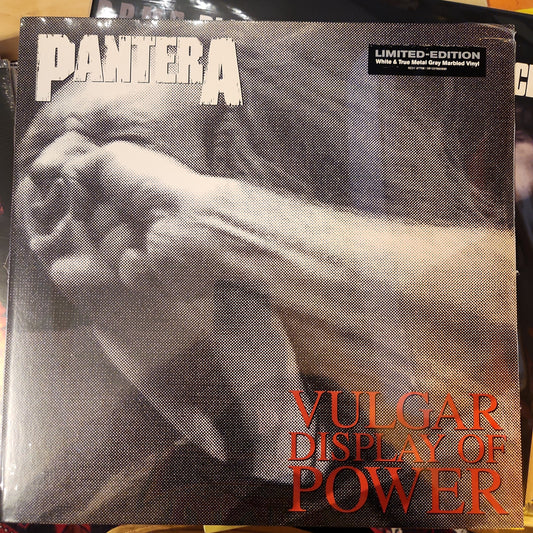 PANTERA
LIMITED-EDITION
White & True Metal Gray Marbled Vinyl
VULGAR
DISPLAY OF
POWER